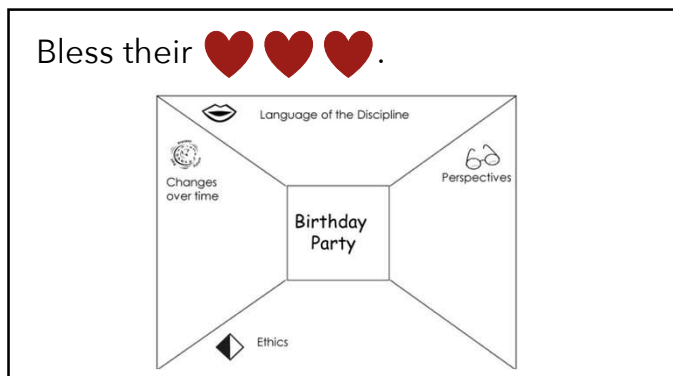 Bless their ❤❤❤.
Language of the Discipline
Changes
over time
Perspectives
Birthday
Party
Ethics